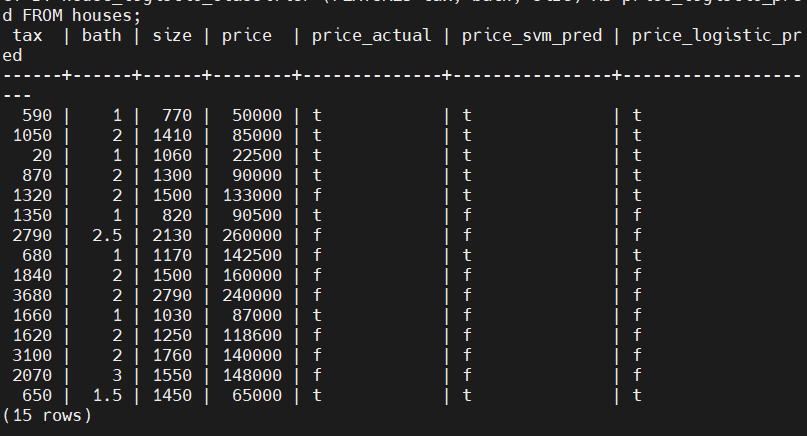 d FROM houses;
 tax  | bath | size | price  | price_actual | price_svm_pred | price_logistic_pr
ed
------+------+------+--------+--------------+----------------+------------------
---
  590 |    1 |  770 |  50000 | t            | t              | t
 1050 |    2 | 1410 |  85000 | t            | t              | t
   20 |    1 | 1060 |  22500 | t            | t              | t
  870 |    2 | 1300 |  90000 | t            | t              | t
 1320 |    2 | 1500 | 133000 | f            | t              | t
 1350 |    1 |  820 |  90500 | t            | f              | f
 2790 |  2.5 | 2130 | 260000 | f            | f              | f
  680 |    1 | 1170 | 142500 | f            | t              | t
 1840 |    2 | 1500 | 160000 | f            | f              | f
 3680 |    2 | 2790 | 240000 | f            | f              | f
 1660 |    1 | 1030 |  87000 | t            | f              | f
 1620 |    2 | 1250 | 118600 | f            | f              | f
 3100 |    2 | 1760 | 140000 | f            | f              | f
 2070 |    3 | 1550 | 148000 | f            | f              | f
  650 |  1.5 | 1450 |  65000 | t            | t              | t
(15 rows)